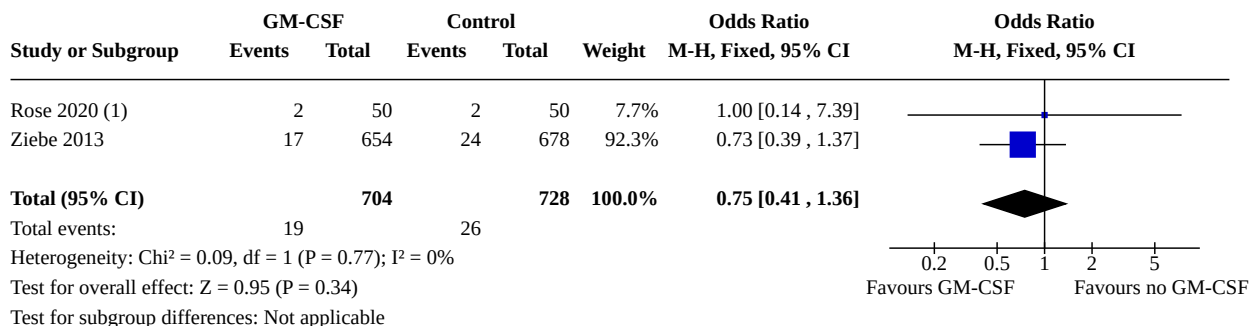 GM-CSF Control Odds Ratio Odds Ratio
Study or Subgroup Events Total Events Total Weight M-H, Fixed, 95% CI M-H, Fixed, 95% CI
Rose 2020 (1) 2 50 2 50 7.7% 1.00 [0.14 , 7.39]
Ziebe 2013 17 654 24 678 92.3% 0.73 [0.39 , 1.37]
Total (95% CI) 704 728 100.0% 0.75 [0.41 , 1.36]
Total events: 19 26
Heterogeneity: Chi² = 0.09, df = 1 (P = 0.77); I² = 0%
0.2 0.5 1 2 5
Test for overall effect: Z = 0.95 (P = 0.34)
Favours GM-CSF Favours no GM-CSF
Test for subgroup differences: Not applicable